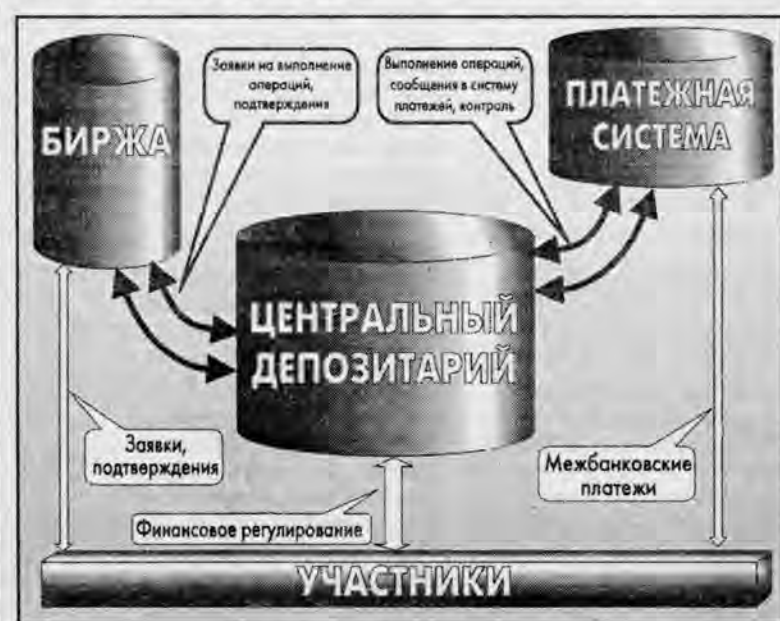 Заявки на выполнение
операций,
подтверждения
Выполнение операций,
сообщения в систему
платежей, контроль
БИРЖА
ПЛАТЕЖНАЯ
СИСТЕМА
ЦЕНТРАЛЬНЫЙ
ДЕПОЗИТАРИЙ
Заявки,
подтверждения
Межбанковские
платежи
Финансовое регулирование
УЧАСТНИКИ